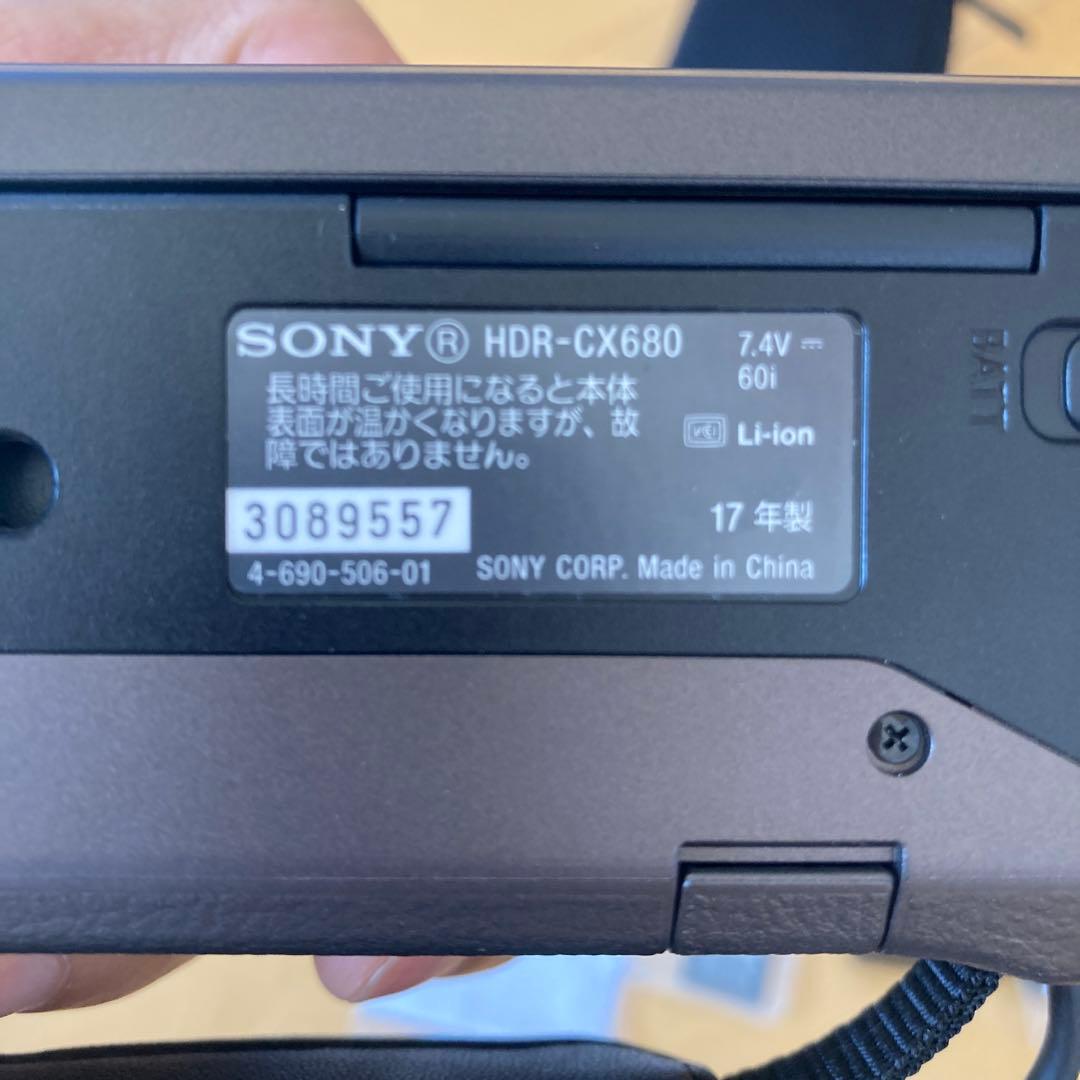 SONY® HDR-CX680
7.4V ⎓
60i
長時間ご使用になると本体
表面が温かくなりますが、故
障ではありません。
VCCI Li-ion
3089557
17 年製
4-690-506-01
SONY CORP. Made in China
BATT